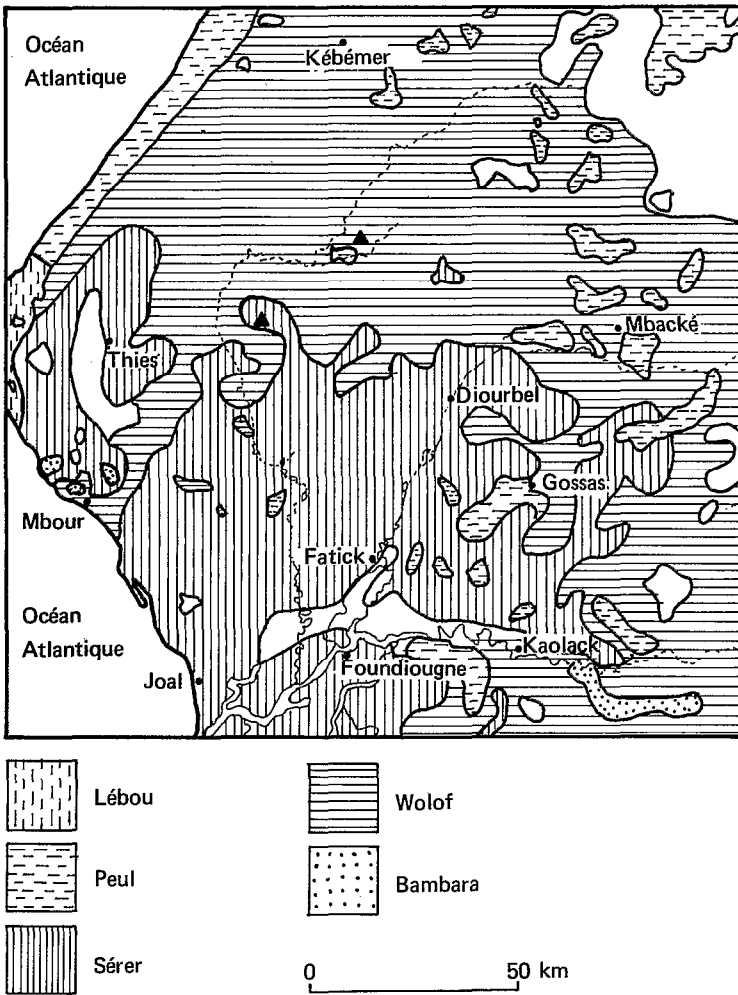 Océan
Atlantique
Kébémer
Mbacké
Thies
Diourbel
Gossas
Mbour
Fatick
Océan
Atlantique
Kaolack
Foundiougne
Joal
Lébou
Wolof
Peul
Bambara
Sérer
0
50 km